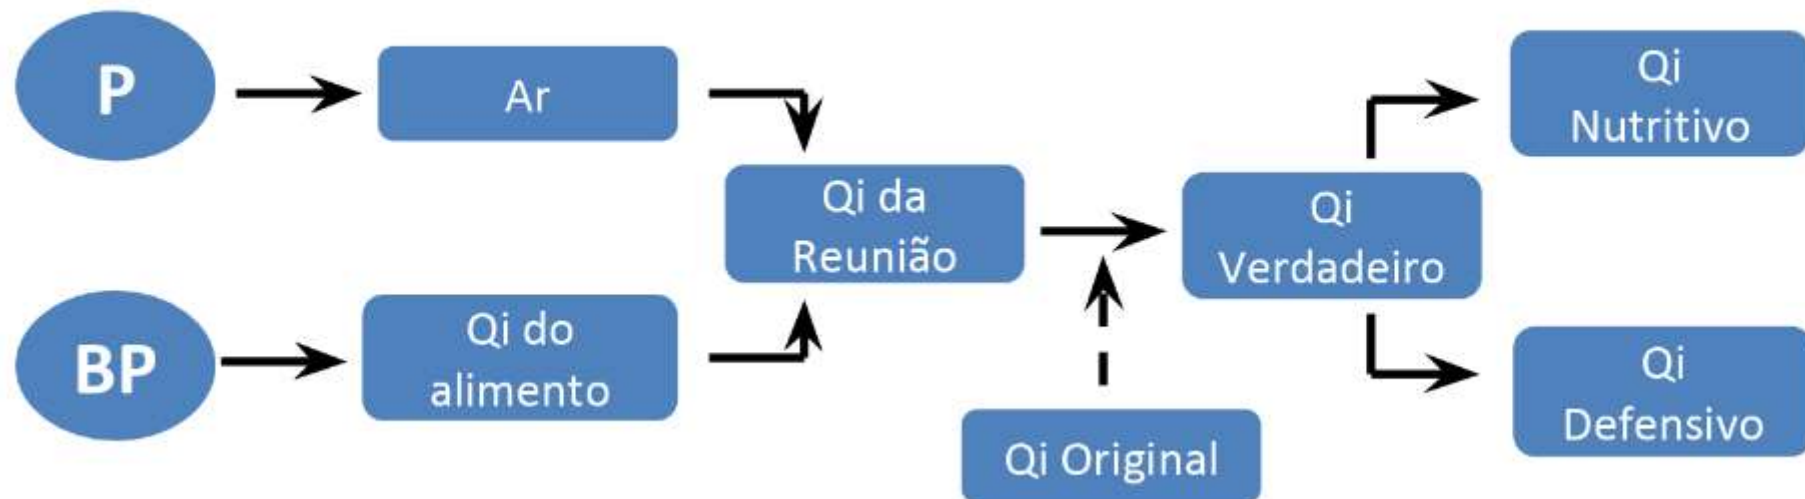 P
Ar
Qi da
Reunião
BP
Qi do
alimento
Qi Original
Qi
Verdadeiro
Qi
Nutritivo
Qi
Defensivo